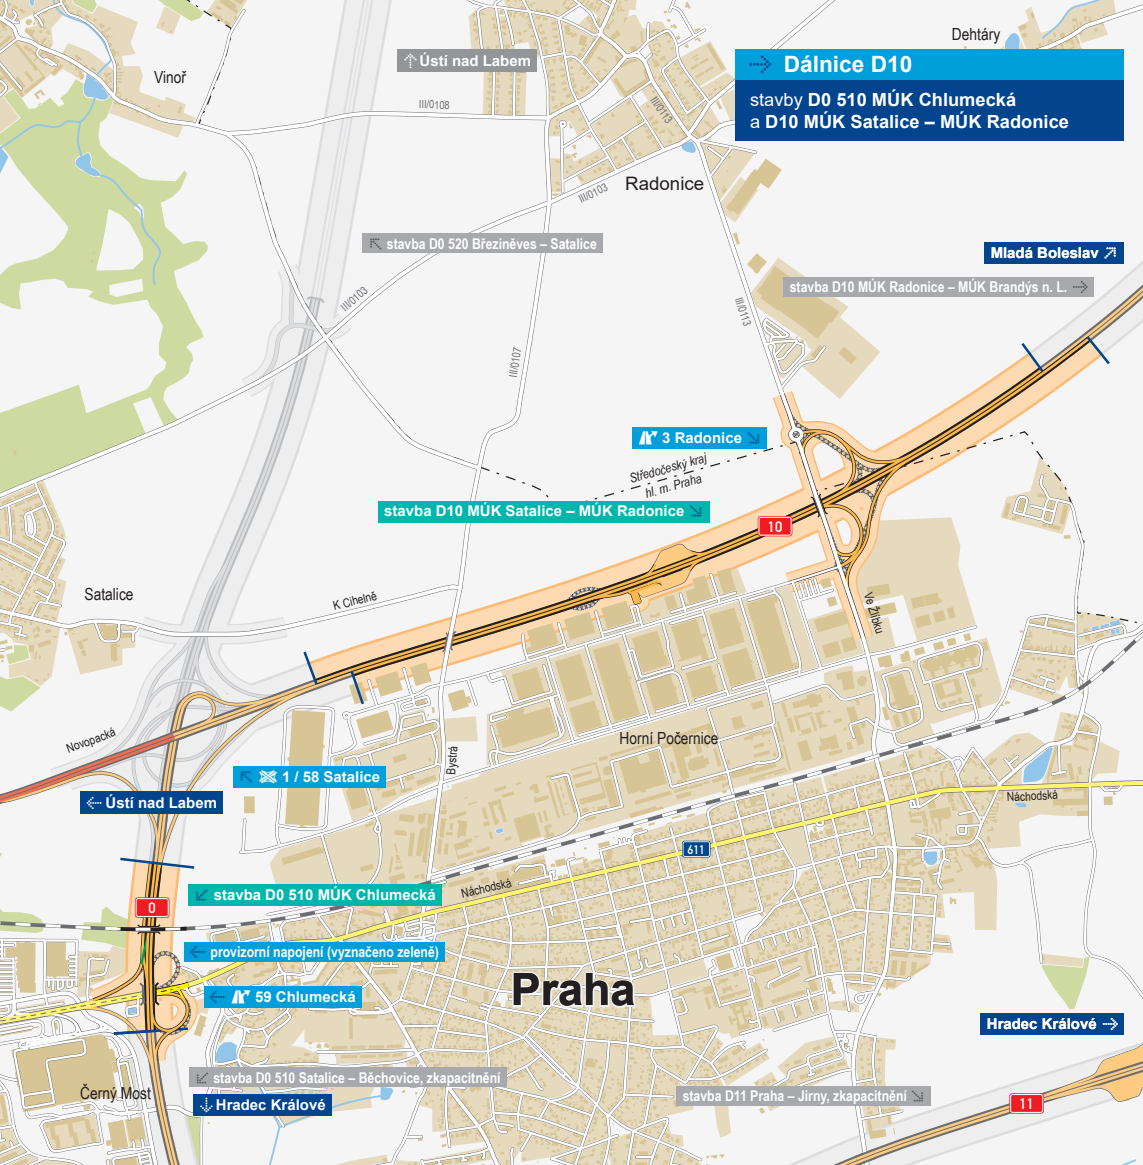 Dehtáry
Ústí nad Labem
Dálnice D10
Vinoř
stavby D0 510 MÚK Chlumecká
a D10 MÚK Satalice – MÚK Radonice
III/0108
III/0113
Radonice
III/0103
stavba D0 520 Březiněves – Satalice
Mladá Boleslav
stavba D10 MÚK Radonice – MÚK Brandýs n. L.
III/0103
III/0113
III/0107
3 Radonice
Středočeský kraj
hl. m. Praha
stavba D10 MÚK Satalice – MÚK Radonice
10
Satalice
K Cihelně
Ve Žlíbku
Novopacká
Horní Počernice
Bystrá
1 / 58 Satalice
Ústí nad Labem
Náchodská
611
Náchodská
stavba D0 510 MÚK Chlumecká
0
provizorní napojení (vyznačeno zeleně)
59 Chlumecká
Praha
Hradec Králové
stavba D0 510 Satalice – Běchovice, zkapacitnění
Černý Most
stavba D11 Praha – Jirny, zkapacitnění
Hradec Králové
11